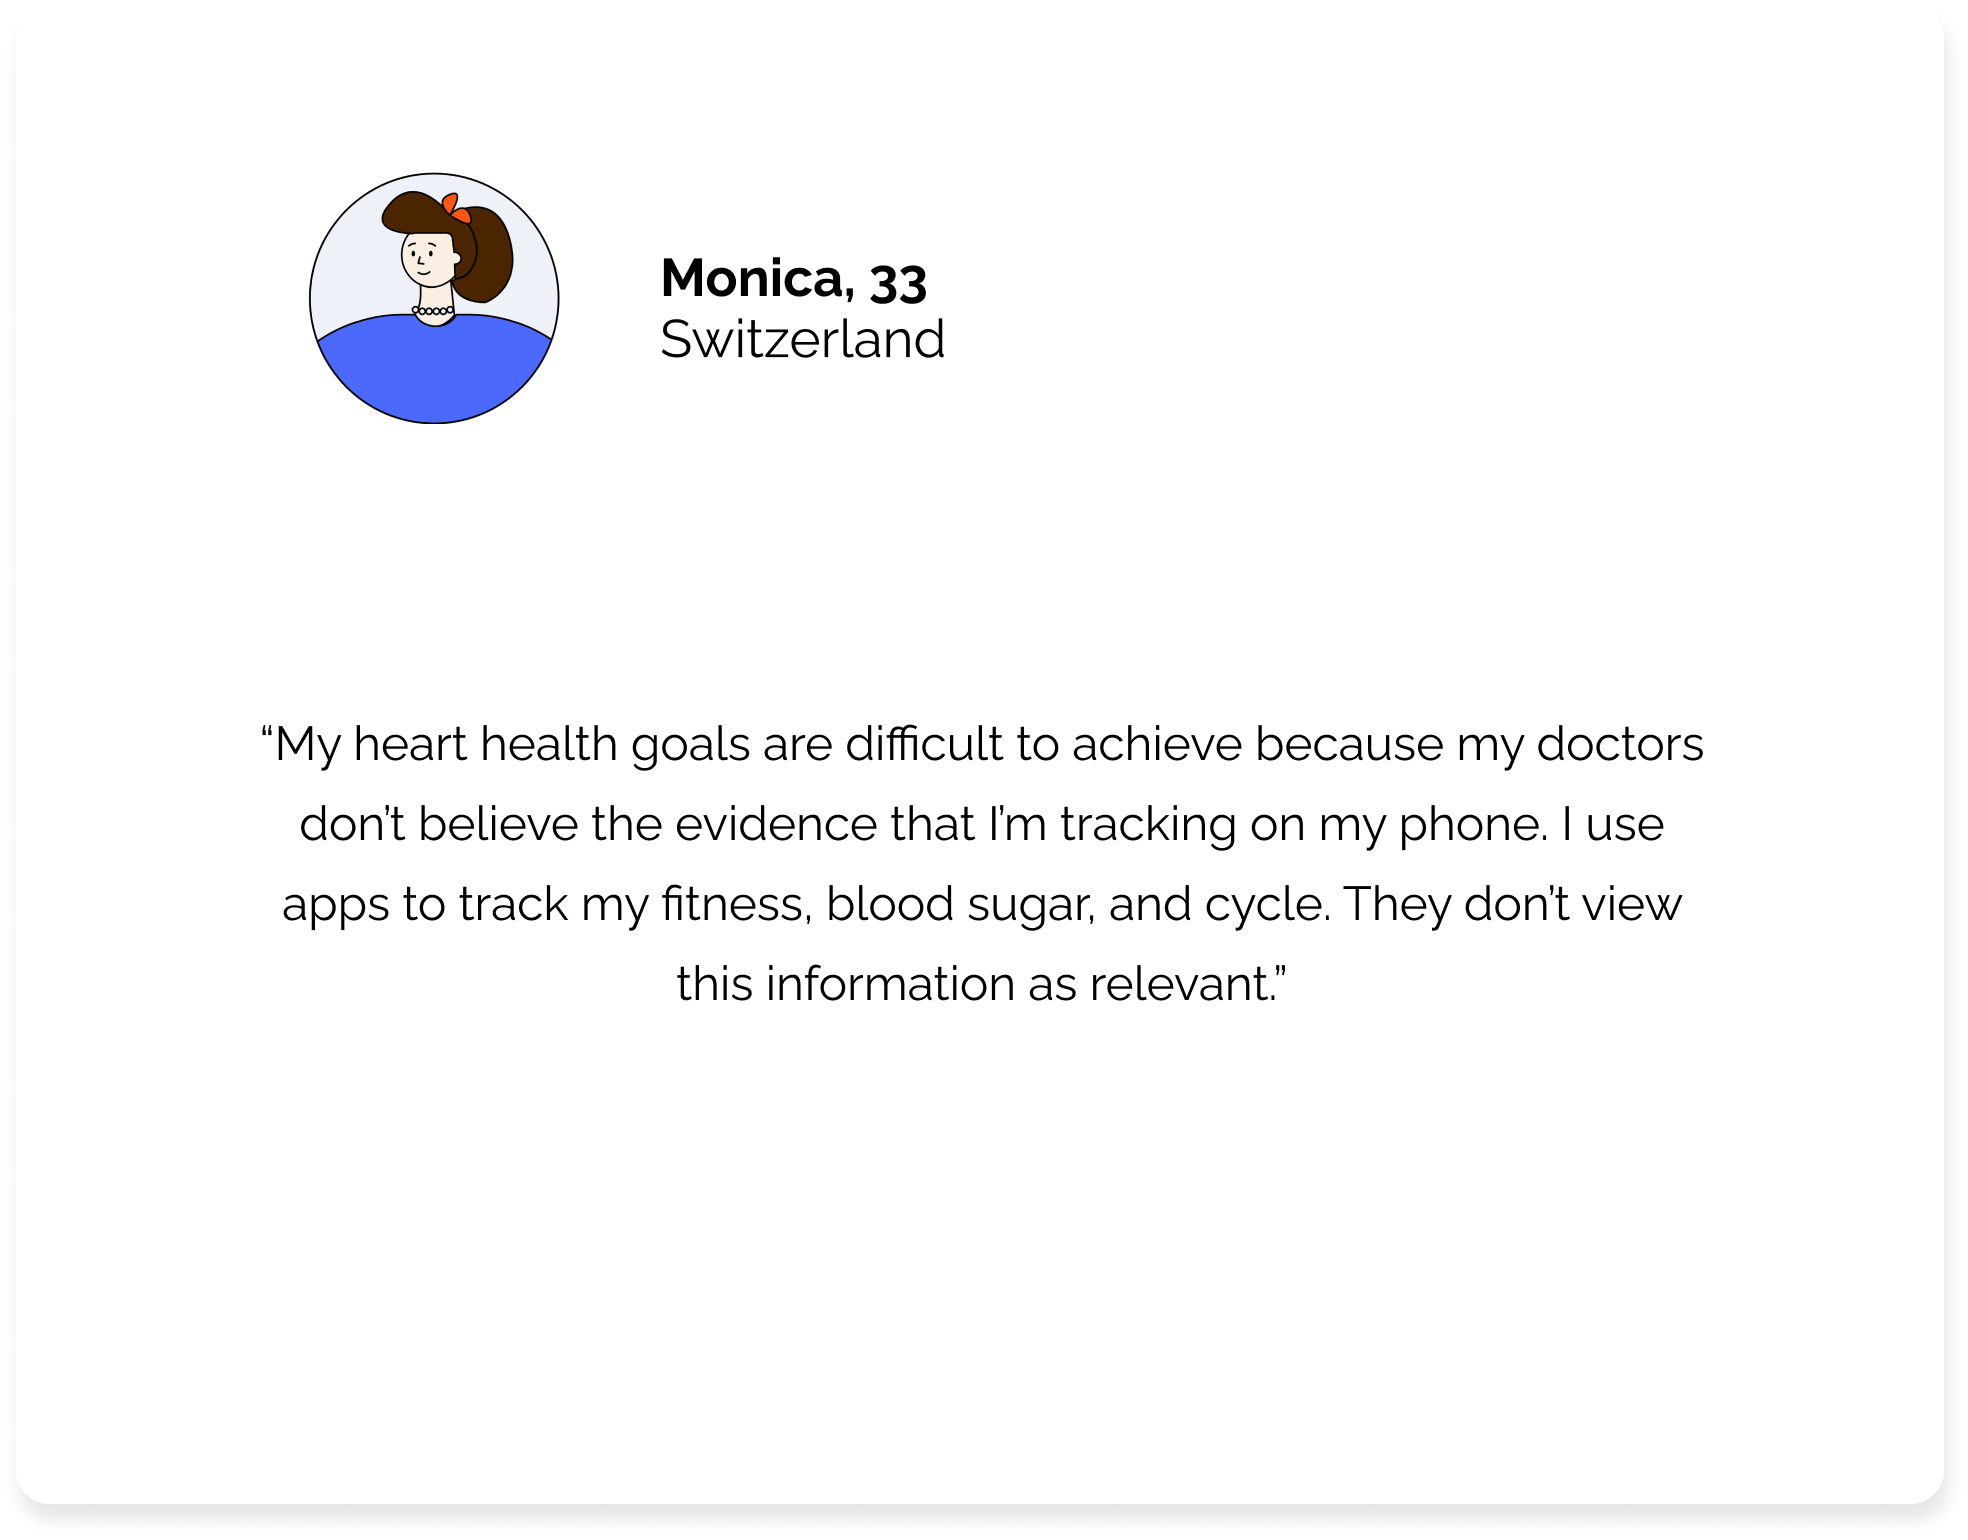 Monica, 33
Switzerland
“My heart health goals are difficult to achieve because my doctors
don’t believe the evidence that I’m tracking on my phone. I use
apps to track my fitness, blood sugar, and cycle. They don’t view
this information as relevant.”